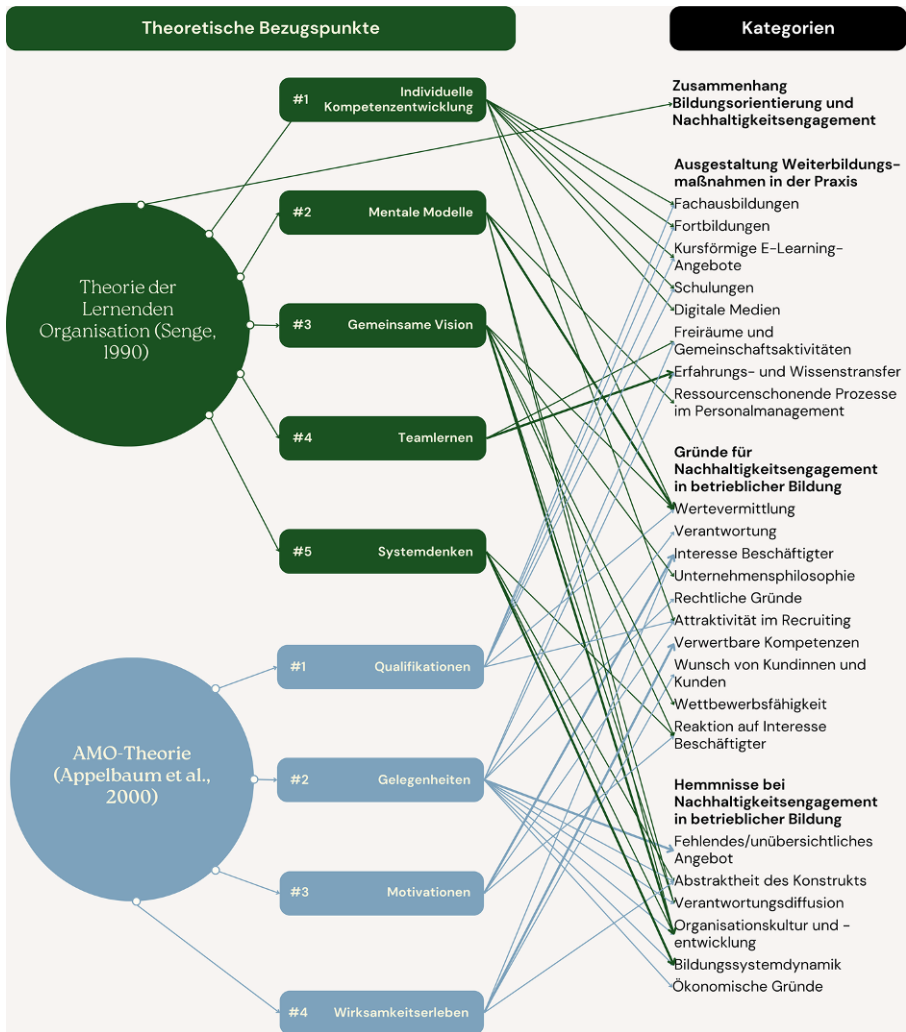 Theoretische Bezugspunkte
Kategorien
Theorie der
Lernenden
Organisation (Senge,
1990)
#1 Individuelle
Kompetenzentwicklung
#2 Mentale Modelle
#3 Gemeinsame Vision
#4 Teamlernen
#5 Systemdenken
AMO-Theorie
(Appelbaum et al.,
2000)
#1 Qualifikationen
#2 Gelegenheiten
#3 Motivationen
#4 Wirksamkeitserleben
Zusammenhang
Bildungsorientierung und
Nachhaltigkeitsengagement
Ausgestaltung Weiterbildungs-
maßnahmen in der Praxis
Fachausbildungen
Fortbildungen
Kursförmige E-Learning-
Angebote
Schulungen
Digitale Medien
Freiräume und
Gemeinschaftsaktivitäten
Erfahrungs- und Wissenstransfer
Ressourcenschonende Prozesse
im Personalmanagement
Gründe für
Nachhaltigkeitsengagement
in betrieblicher Bildung
Wertevermittlung
Verantwortung
Interesse Beschäftigter
Unternehmensphilosophie
Rechtliche Gründe
Attraktivität im Recruiting
Verwertbare Kompetenzen
Wunsch von Kundinnen und
Kunden
Wettbewerbsfähigkeit
Reaktion auf Interesse
Beschäftigter
Hemmnisse bei
Nachhaltigkeitsengagement
in betrieblicher Bildung
Fehlendes/unübersichtliches
Angebot
Abstraktheit des Konstrukts
Verantwortungsdiffusion
Organisationskultur und -
entwicklung
Bildungssystemdynamik
Ökonomische Gründe